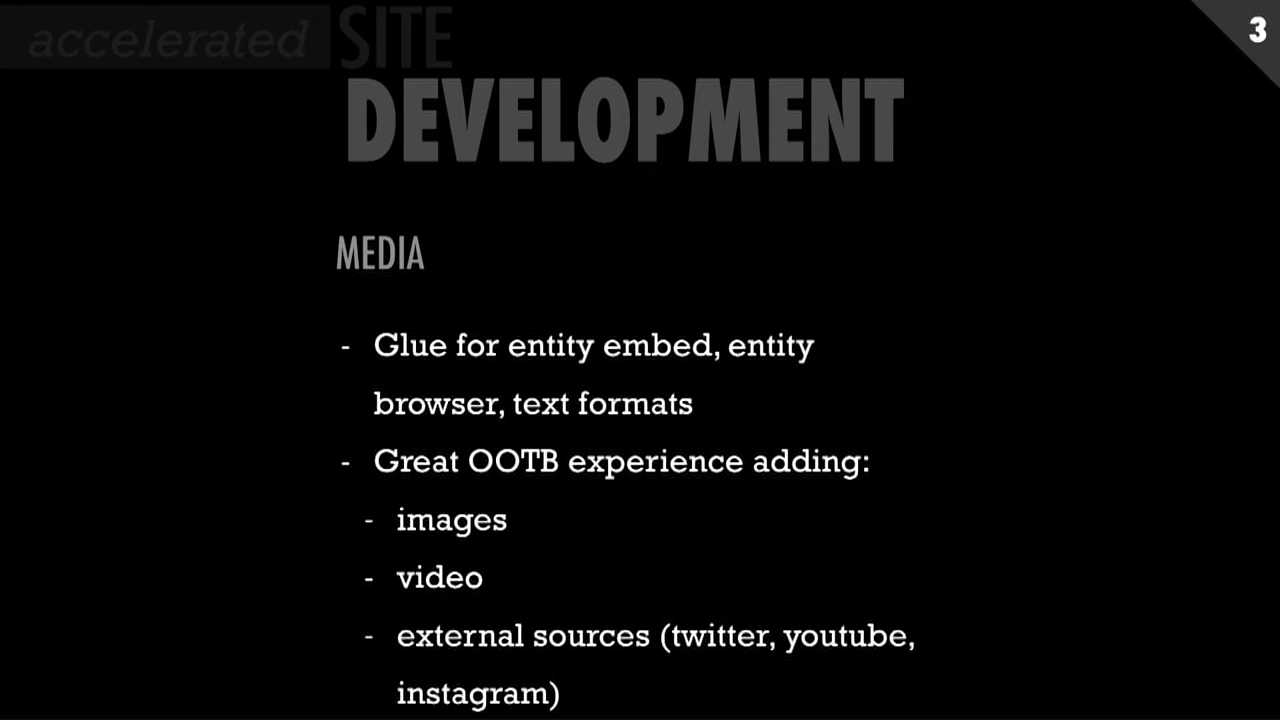 accelerated SITE
3
DEVELOPMENT
MEDIA
- Glue for entity embed, entity
browser, text formats
- Great OOTB experience adding:
- images
- video
- external sources (twitter, youtube,
instagram)